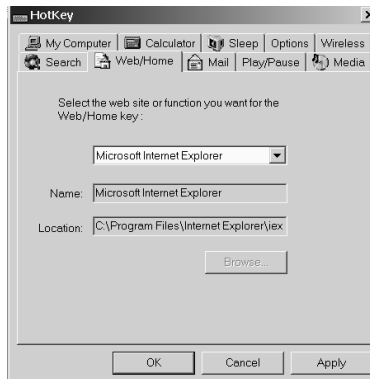 HotKey
My Computer Calculator Sleep Options Wireless
Search Web/Home Mail Play/Pause Media
Select the web site or function you want for the
Web/Home key :
Microsoft Internet Explorer
Name: Microsoft Internet Explorer
Location: C:\Program Files\Internet Explorer\iex
Browse...
OK Cancel Apply